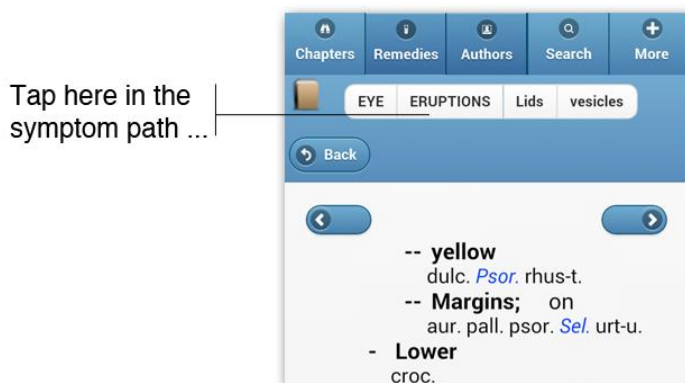 Chapters Remedies Authors Search More
Tap here in the
symptom path ...
EYE ERUPTIONS Lids vesicles
Back
-- yellow
dulc. Psor. rhus-t.
-- Margins; on
aur. pall. psor. Sel. urt-u.
- Lower
croc.